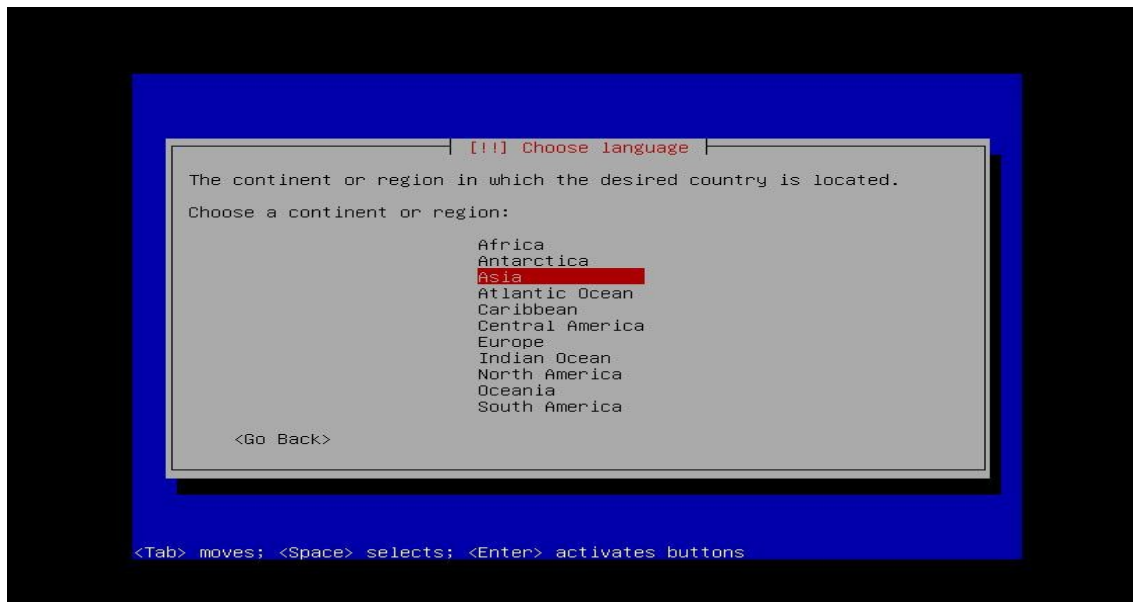 [!!] Choose language
The continent or region in which the desired country is located.
Choose a continent or region:
Africa
Antarctica
Asia
Atlantic Ocean
Caribbean
Central America
Europe
Indian Ocean
North America
Oceania
South America
<Go Back>
<Tab> moves; <Space> selects; <Enter> activates buttons